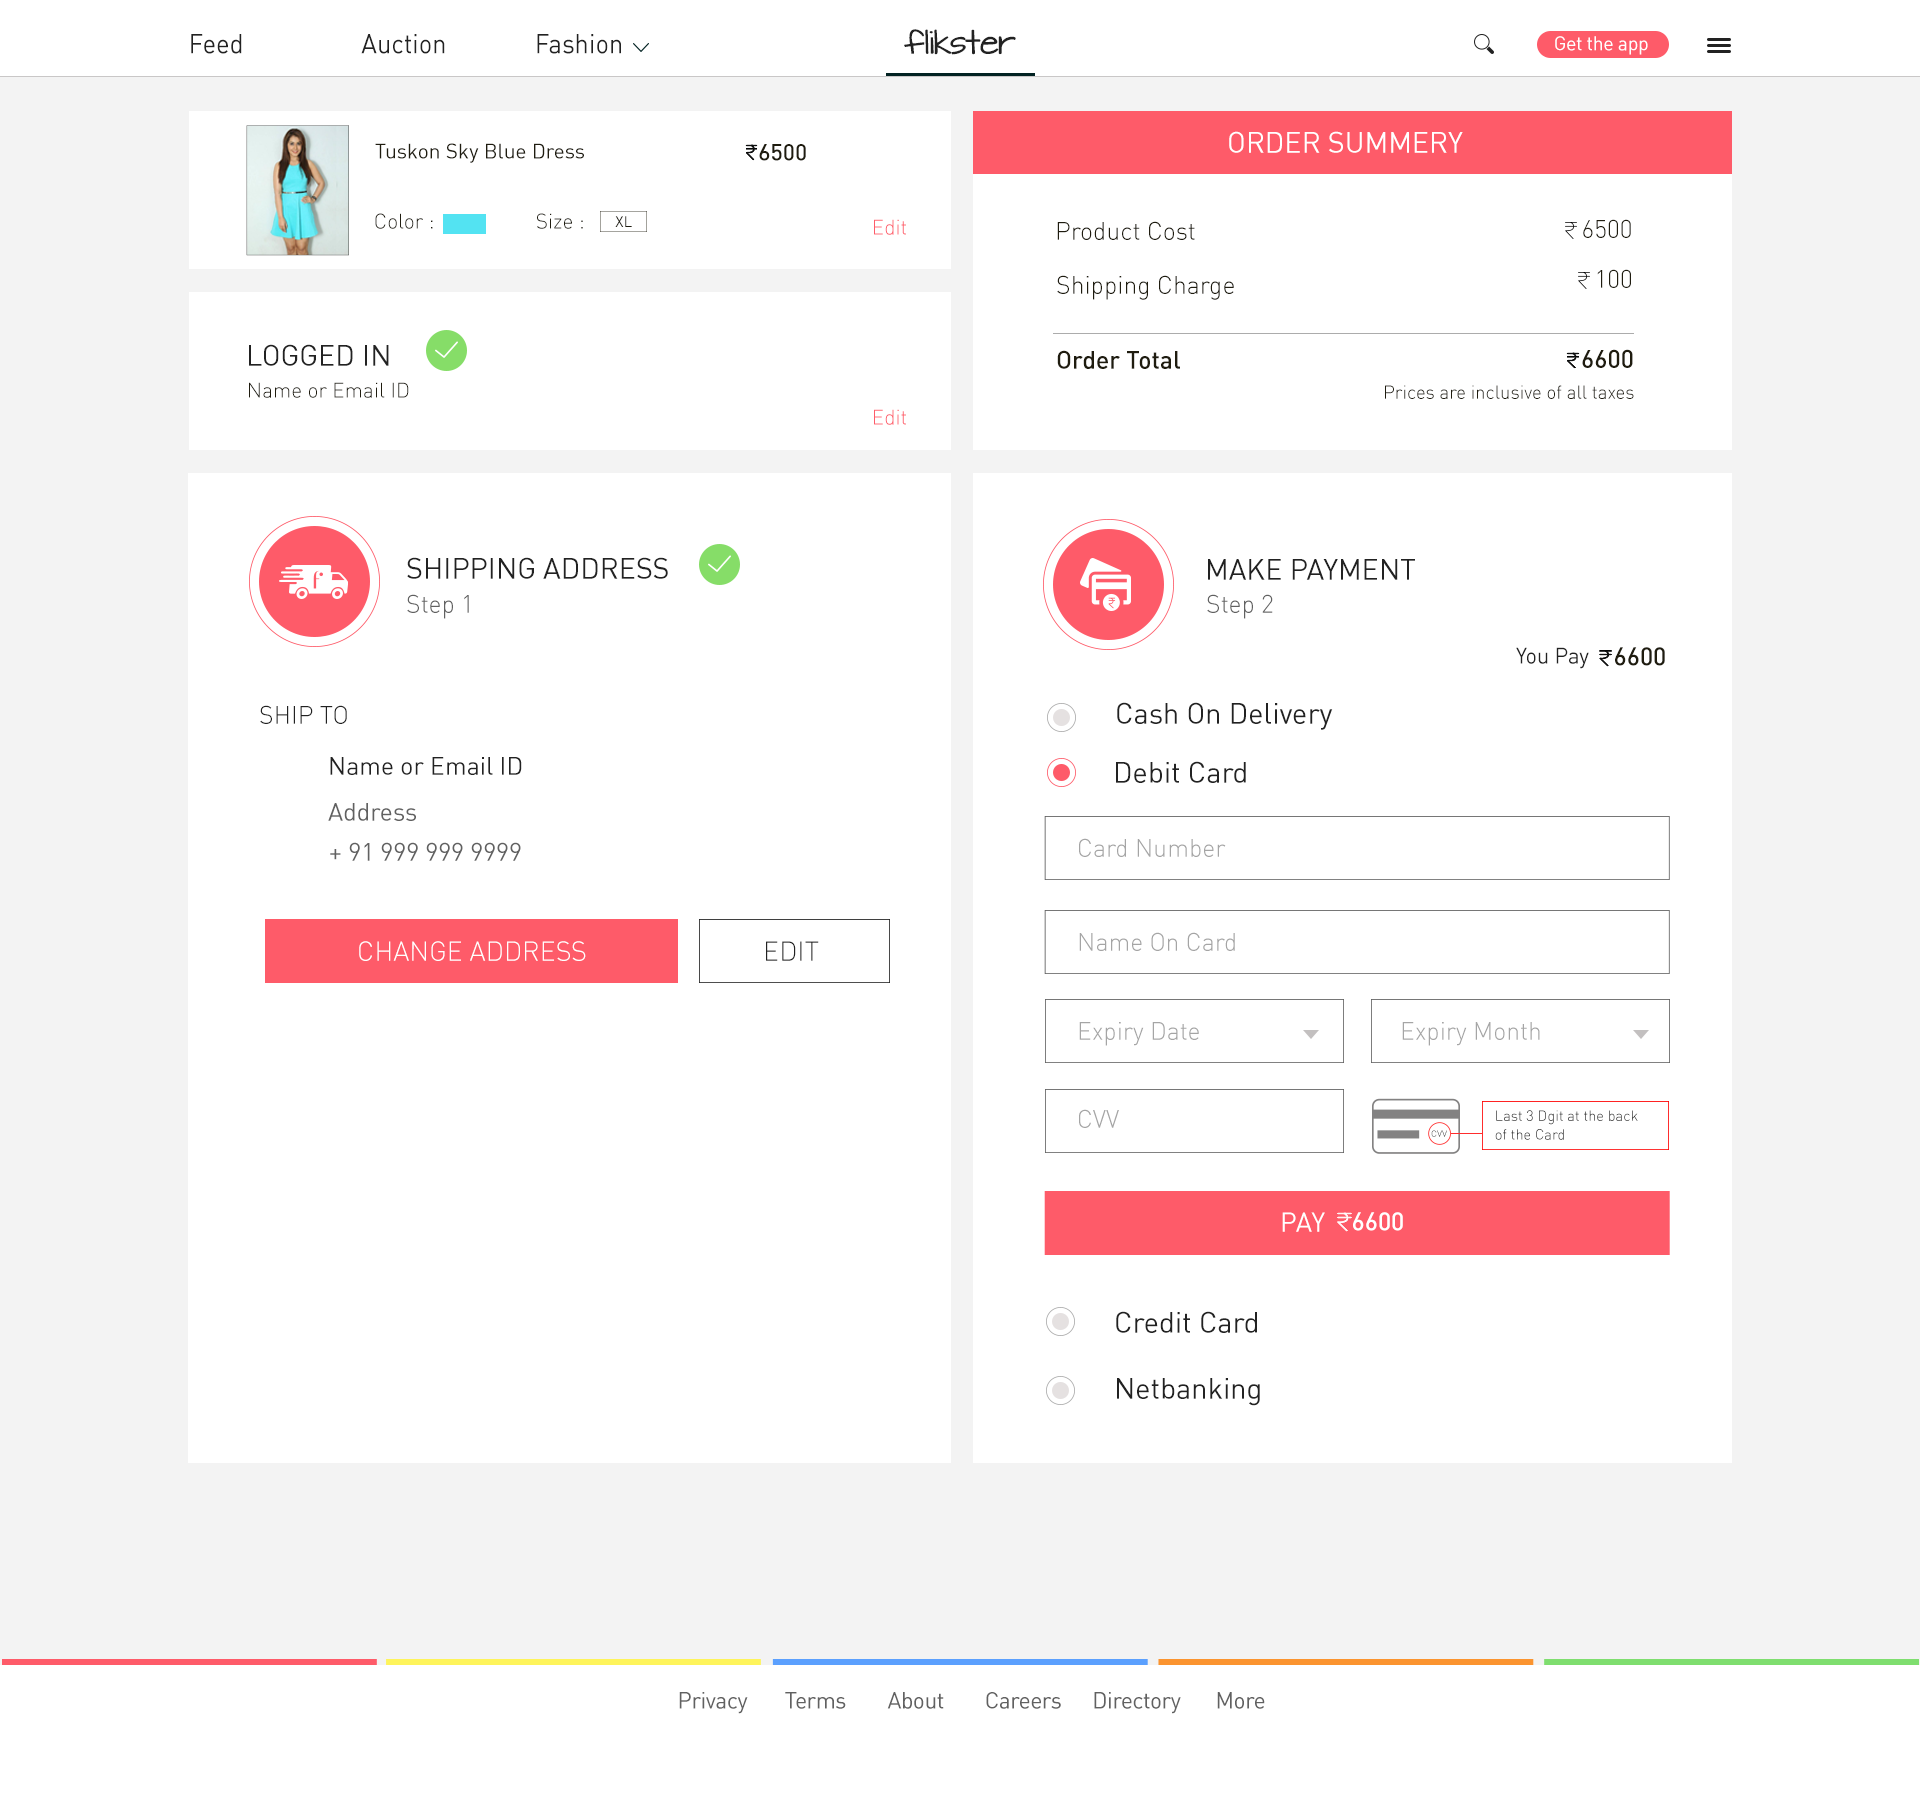 Feed Auction Fashion flikster Get the app
Tuskon Sky Blue Dress ₹6500
Color : Size : XL
Edit
LOGGED IN
Name or Email ID
Edit
ORDER SUMMERY
Product Cost ₹ 6500
Shipping Charge ₹ 100
Order Total ₹6600
Prices are inclusive of all taxes
SHIPPING ADDRESS
Step 1
SHIP TO
Name or Email ID
Address
+ 91 999 999 9999
CHANGE ADDRESS EDIT
MAKE PAYMENT
Step 2
You Pay ₹6600
Cash On Delivery
Debit Card
Card Number
Name On Card
Expiry Date Expiry Month
CVV
CVV
Last 3 Dgit at the back
of the Card
PAY ₹6600
Credit Card
Netbanking
Privacy Terms About Careers Directory More